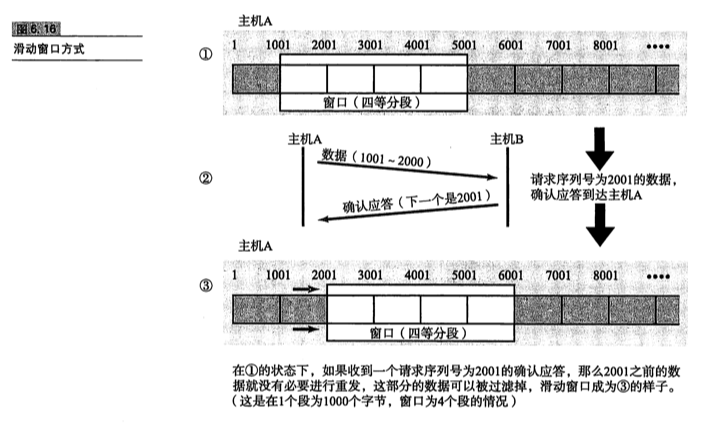 图6.16
滑动窗口方式
主机A
① 1 1001 2001 3001 4001 5001 6001 7001 8001 ····
窗口（四等分段）
主机A 主机B
② 数据（1001～2000）
确认应答（下一个是2001）
请求序列号为2001的数据，
确认应答到达主机A
主机A
③ 1 1001 2001 3001 4001 5001 6001 7001 8001 ····
窗口（四等分段）
在①的状态下，如果收到一个请求序列号为2001的确认应答，那么2001之前的数
据就没有必要进行重发，这部分的数据可以被过滤掉，滑动窗口成为③的样子。
（这是在1个段为1000个字节，窗口为4个段的情况）